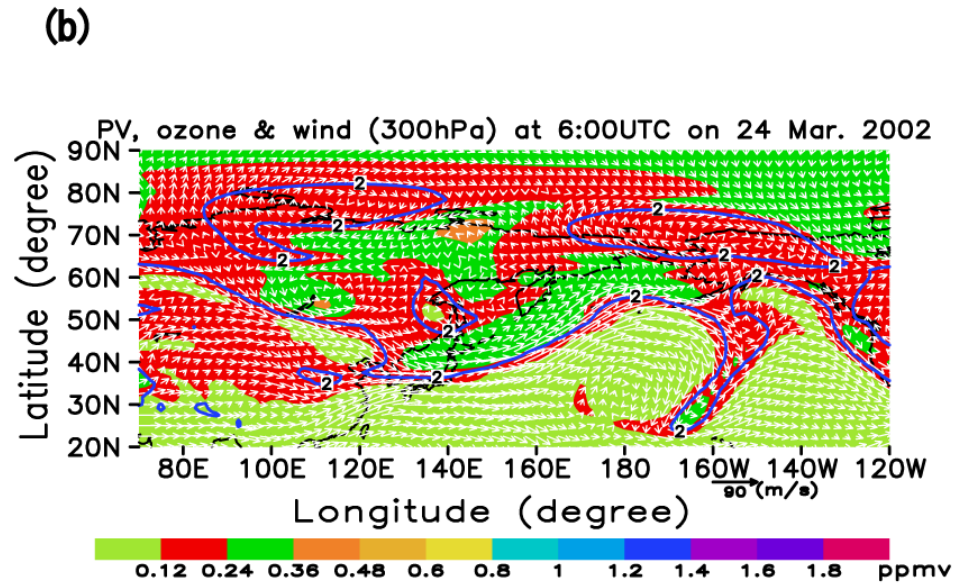 (b)
PV, ozone & wind (300hPa) at 6:00UTC on 24 Mar. 2002
Latitude (degree)
90N
80N
70N
60N
50N
40N
30N
20N
2
2
2
2
2
2
2
2
2
2
2
2
2
80E 100E 120E 140E 160E 180 160W 140W 120W
90 (m/s)
Longitude (degree)
0.12 0.24 0.36 0.48 0.6 0.8 1 1.2 1.4 1.6 1.8 ppmv